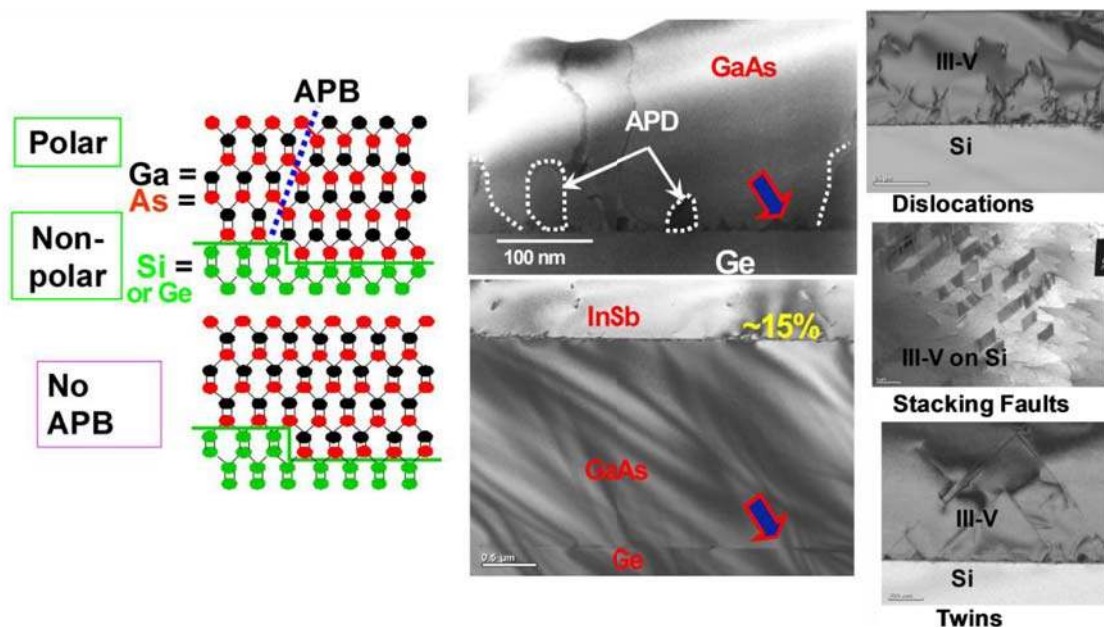 APB
Polar
Ga =
As =
Non-
polar
Si =
or Ge
No
APB
GaAs
APD
100 nm
Ge
InSb
~15%
GaAs
0.5 μm
Ge
III-V
Si
Dislocations
III-V on Si
Stacking Faults
III-V
Si
Twins